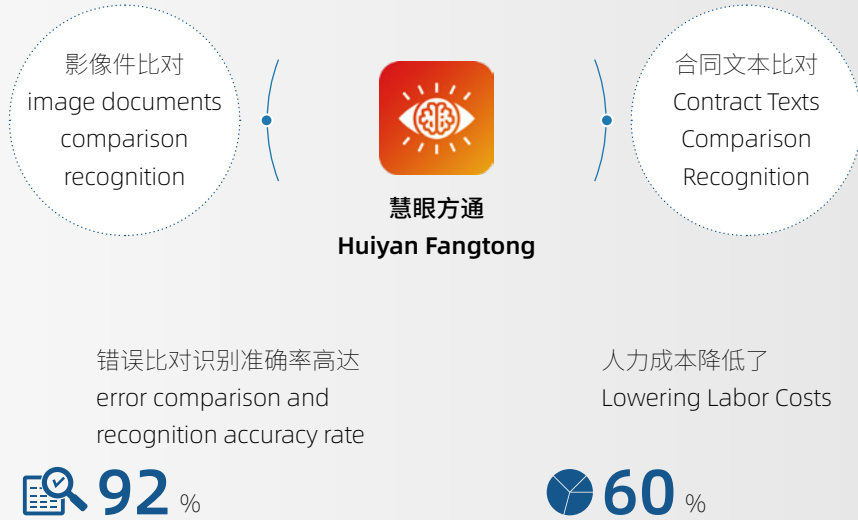 影像件比对
image documents
comparison
recognition
慧眼方通
Huiyan Fangtong
合同文本比对
Contract Texts
Comparison
Recognition
错误比对识别准确率高达
error comparison and
recognition accuracy rate
92 %
人力成本降低了
Lowering Labor Costs
60 %